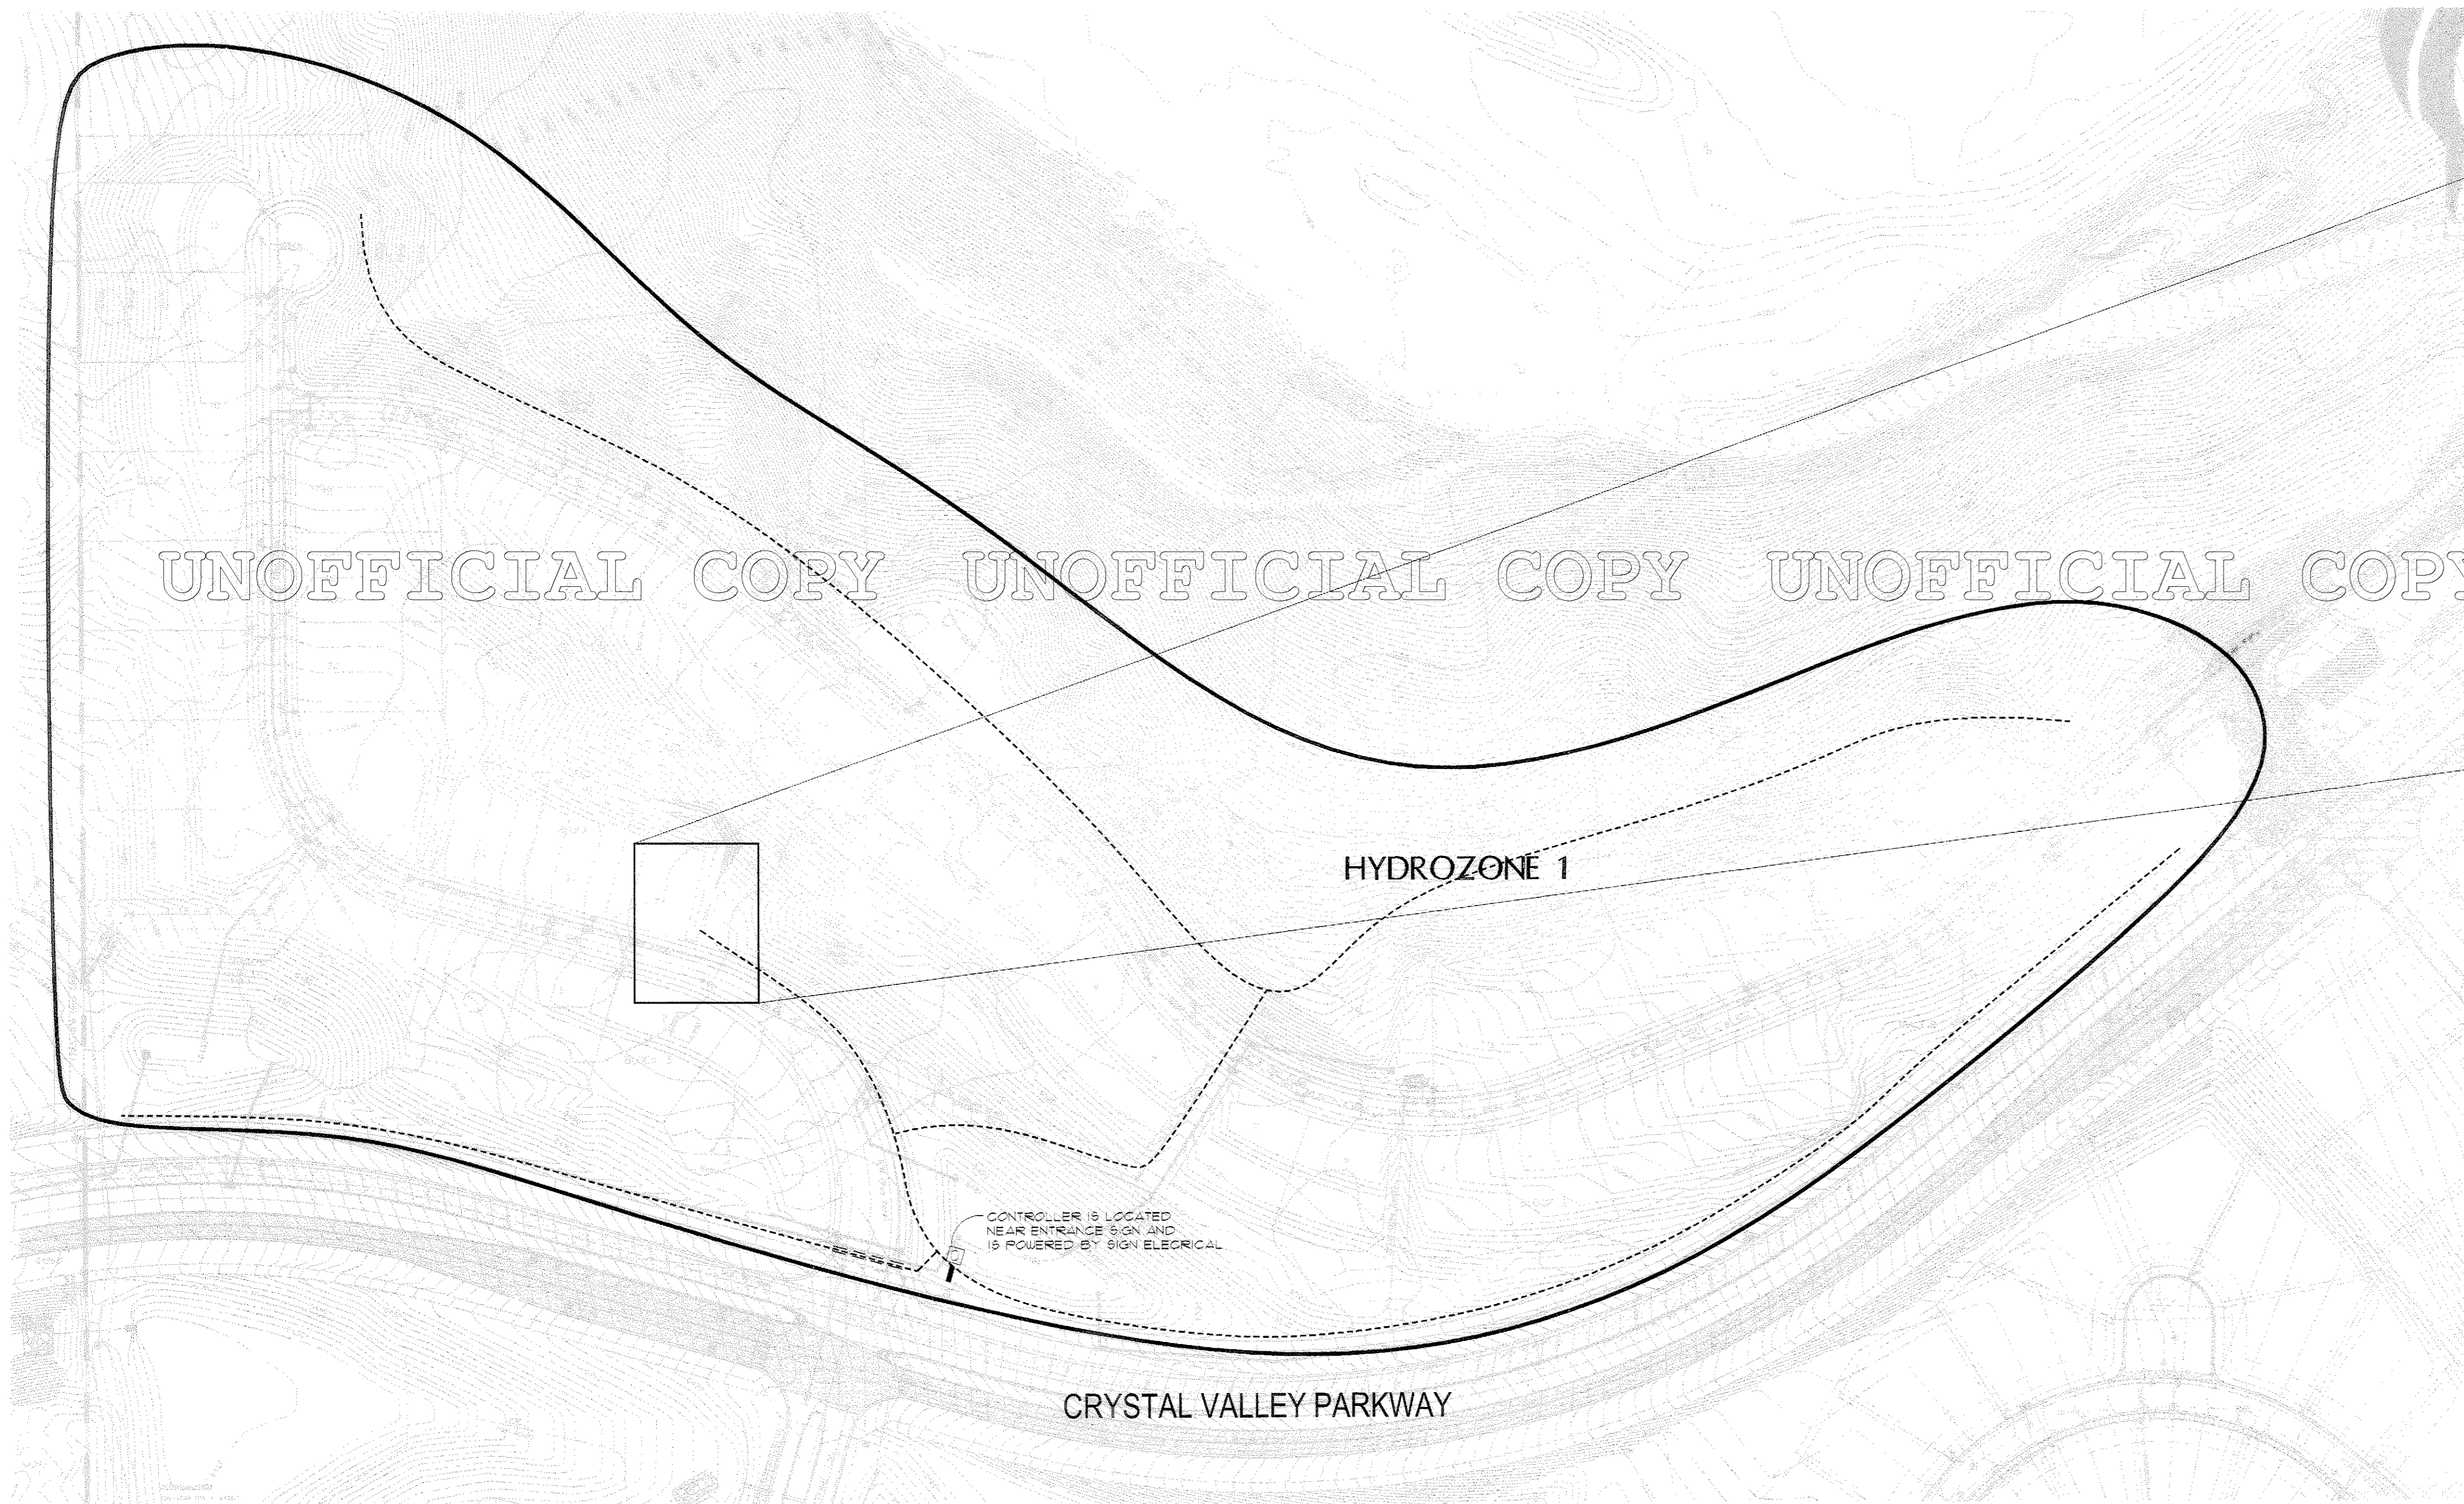 UNOFFICIAL COPY UNOFFICIAL COPY UNOFFICIAL COPY
HYDROZONE 1
CONTROLLER IS LOCATED
NEAR ENTRANCE SIGN AND
IS POWERED BY SIGN ELECRICAL
CRYSTAL VALLEY PARKWAY